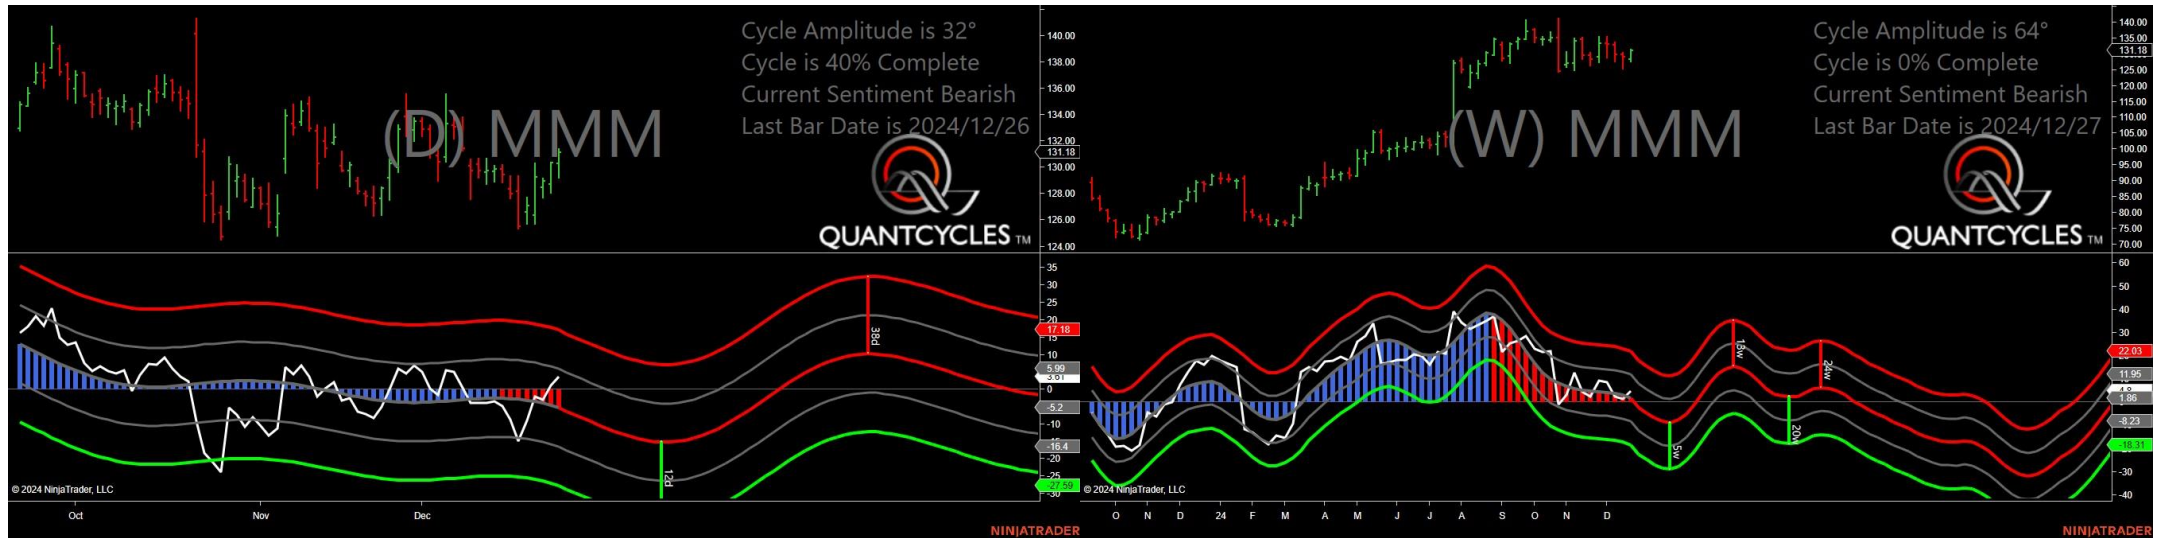 Cycle Amplitude is 32°
Cycle is 40% Complete
Current Sentiment Bearish
Last Bar Date is 2024/12/26
(D) MMM
QUANTCYCLES TM
140.00
138.00
136.00
134.00
132.00
131.18
130.00
128.00
126.00
124.00
35
30
25
20
17.18
15
10
5.99
3.61
0
-5.2
-10
-16.4
-20
-25
-27.59
-30
38d
12d
© 2024 NinjaTrader, LLC
Oct Nov Dec
NINJATRADER
Cycle Amplitude is 64°
Cycle is 0% Complete
Current Sentiment Bearish
Last Bar Date is 2024/12/27
(W) MMM
QUANTCYCLES TM
140.00
135.00
131.18
125.00
120.00
115.00
110.00
105.00
100.00
95.00
90.00
85.00
80.00
75.00
70.00
60
50
40
30
22.03
11.95
1.86
-8.23
-18.31
-30
-40
18w
24w
5w
20w
© 2024 NinjaTrader, LLC
O N D 24 F M A M J J A S O N D
NINJATRADER